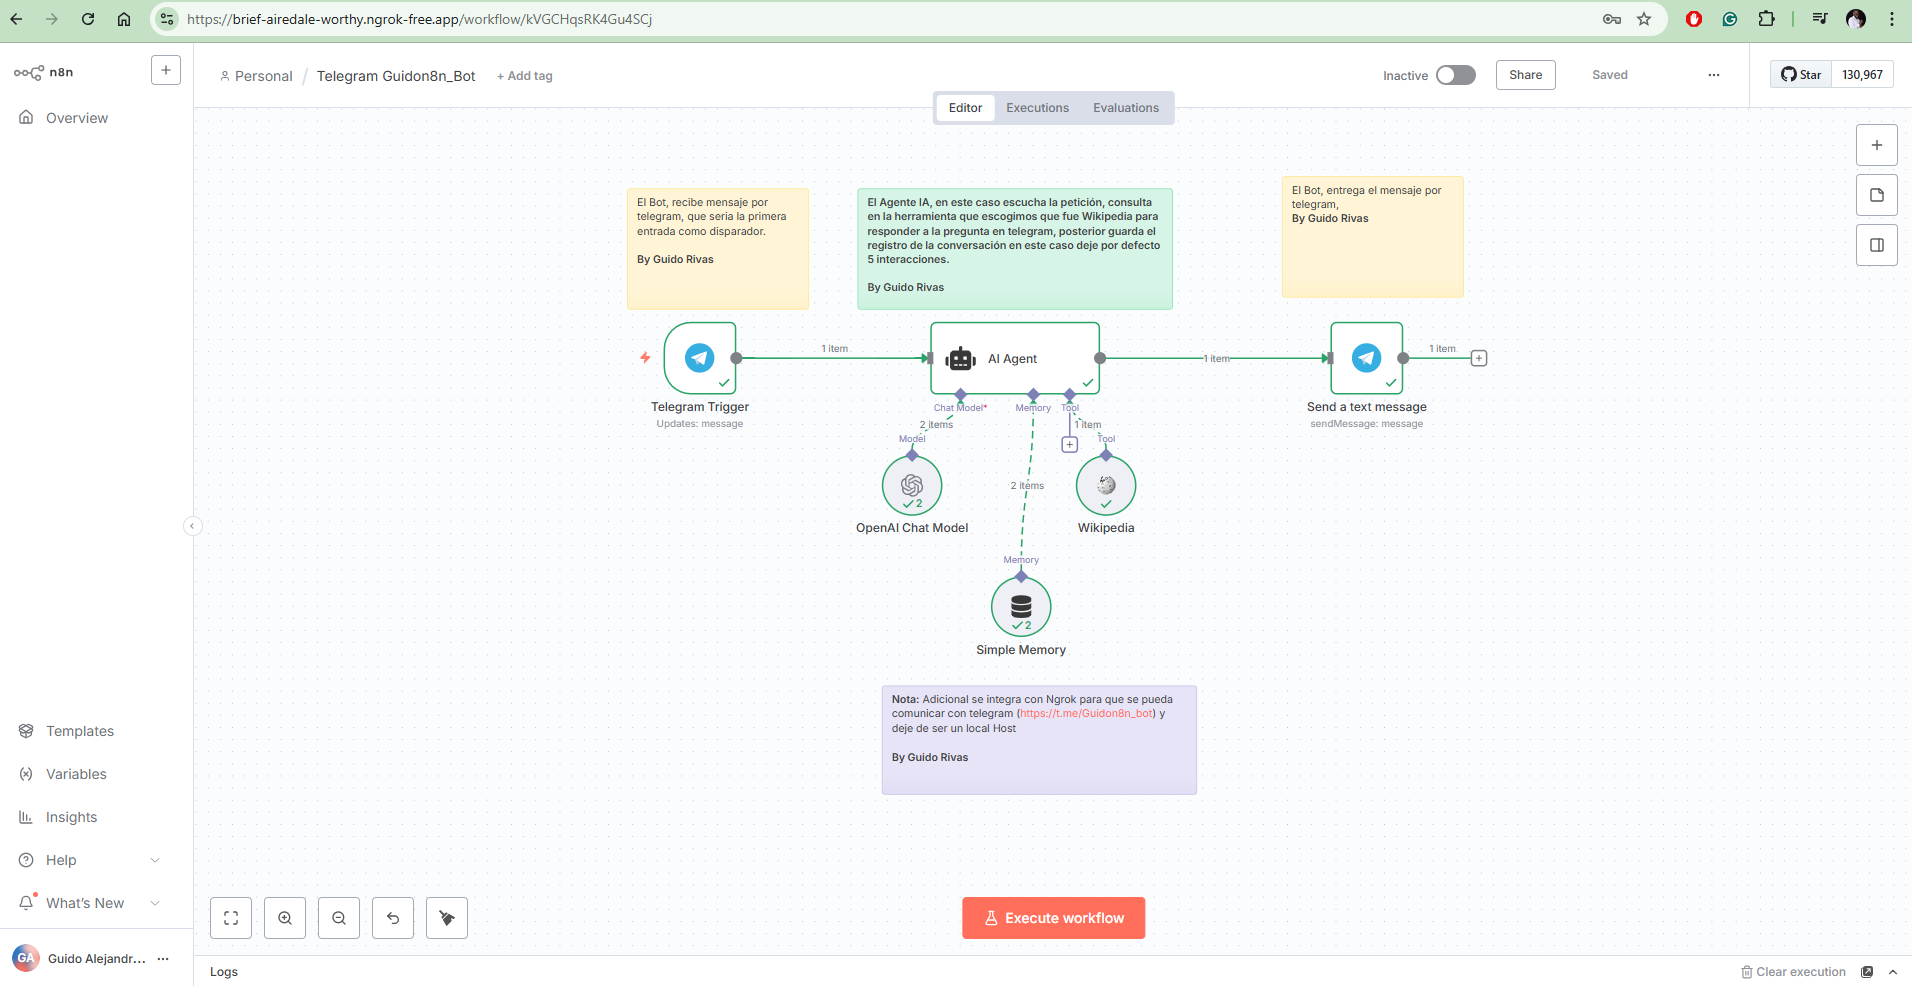 https://brief-airedale-worthy.ngrok-free.app/workflow/kVGCHqsRK4Gu4SCj
n8n
Personal / Telegram Guidon8n_Bot + Add tag
Inactive Share Saved
Star 130,967
Editor Executions Evaluations
Overview
El Bot, recibe mensaje por
telegram, que seria la primera
entrada como disparador.
By Guido Rivas
El Agente IA, en este caso escucha la petición, consulta
en la herramienta que escogimos que fue Wikipedia para
responder a la pregunta en telegram, posterior guarda el
registro de la conversación en este caso deje por defecto
5 interacciones.
By Guido Rivas
El Bot, entrega el mensaje por
telegram,
By Guido Rivas
1 item
AI Agent
1 item
1 item
Telegram Trigger
Updates: message
Chat Model*
Memory
Tool
Send a text message
sendMessage: message
2 items
1 item
Model
Tool
2
2 items
OpenAI Chat Model
Wikipedia
Memory
2
Simple Memory
Nota: Adicional se integra con Ngrok para que se pueda
comunicar con telegram (https://t.me/Guidon8n_bot) y
deje de ser un local Host
By Guido Rivas
Templates
Variables
Insights
Help
What's New
Execute workflow
GA Guido Alejandr...
Logs
Clear execution